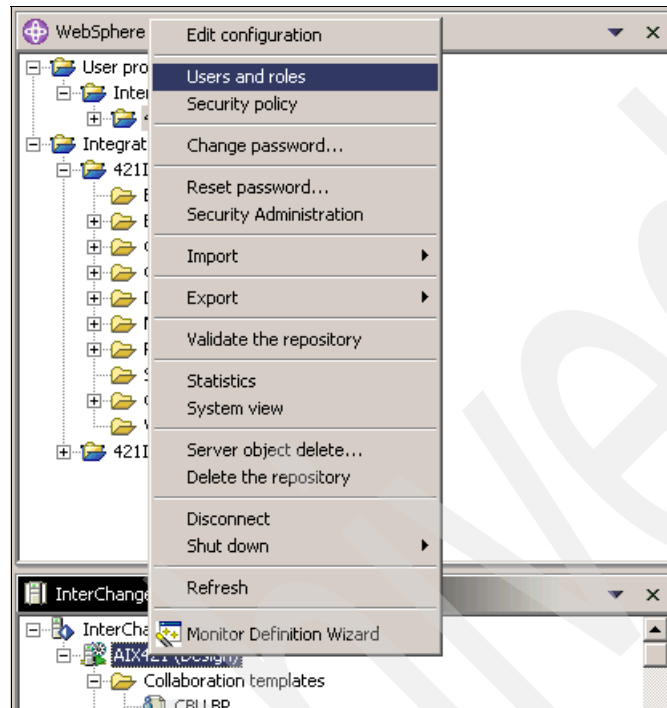 WebSphere
User pro
Inter
4
Integrat
421I
421I
Edit configuration
Users and roles
Security policy
Change password...
Reset password...
Security Administration
Import
Export
Validate the repository
Statistics
System view
Server object delete...
Delete the repository
Disconnect
Shut down
Refresh
Monitor Definition Wizard
InterChange
InterCha
AIX421 (Design)
Collaboration templates